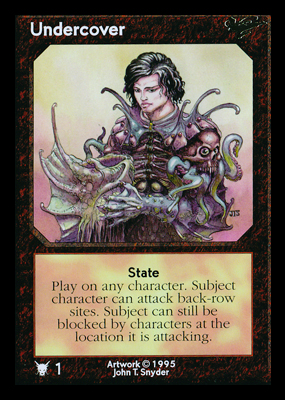 Undercover
JTS
State
Play on any character. Subject
character can attack back-row
sites. Subject can still be
blocked by characters at the
location it is attacking.
1
Artwork © 1995
John T. Snyder